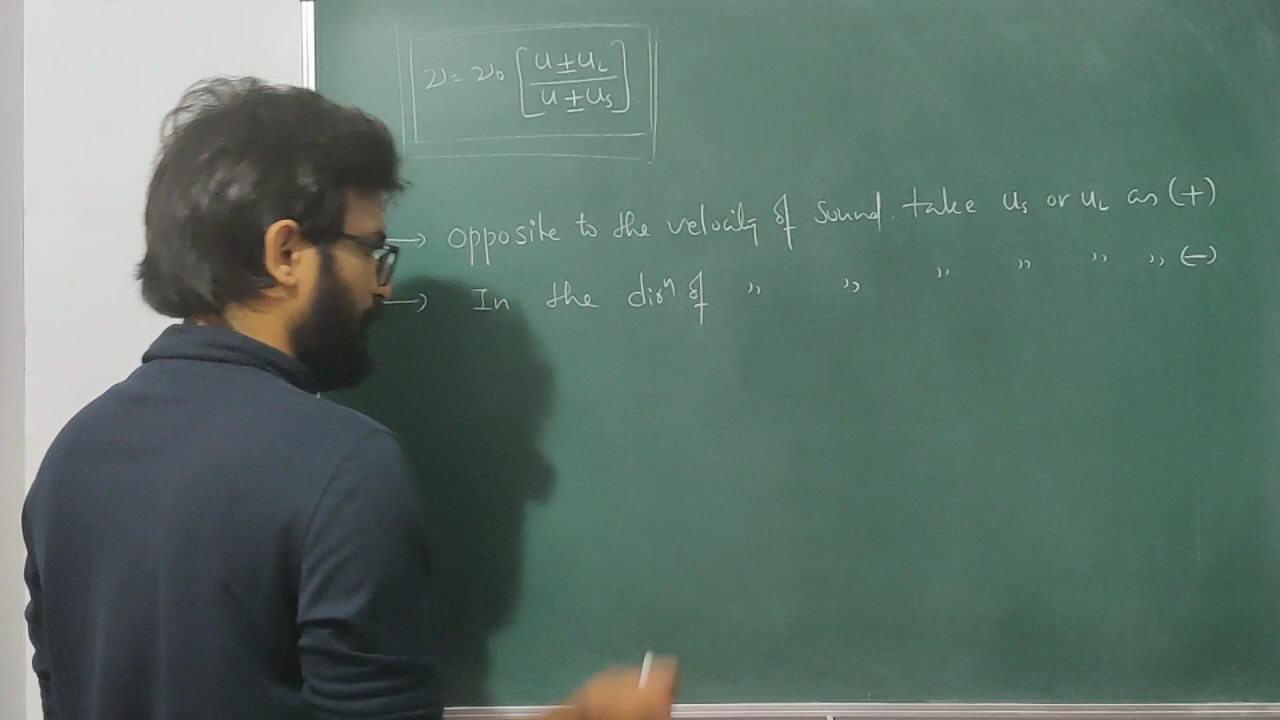 ν = ν₀ [ u ± u_L / u ± u_s ]
→ opposite to the velocity of sound. take u_s or u_L as (+)
→ In the dirⁿ of ,, ,, ,, ,, ,, ,, (−)